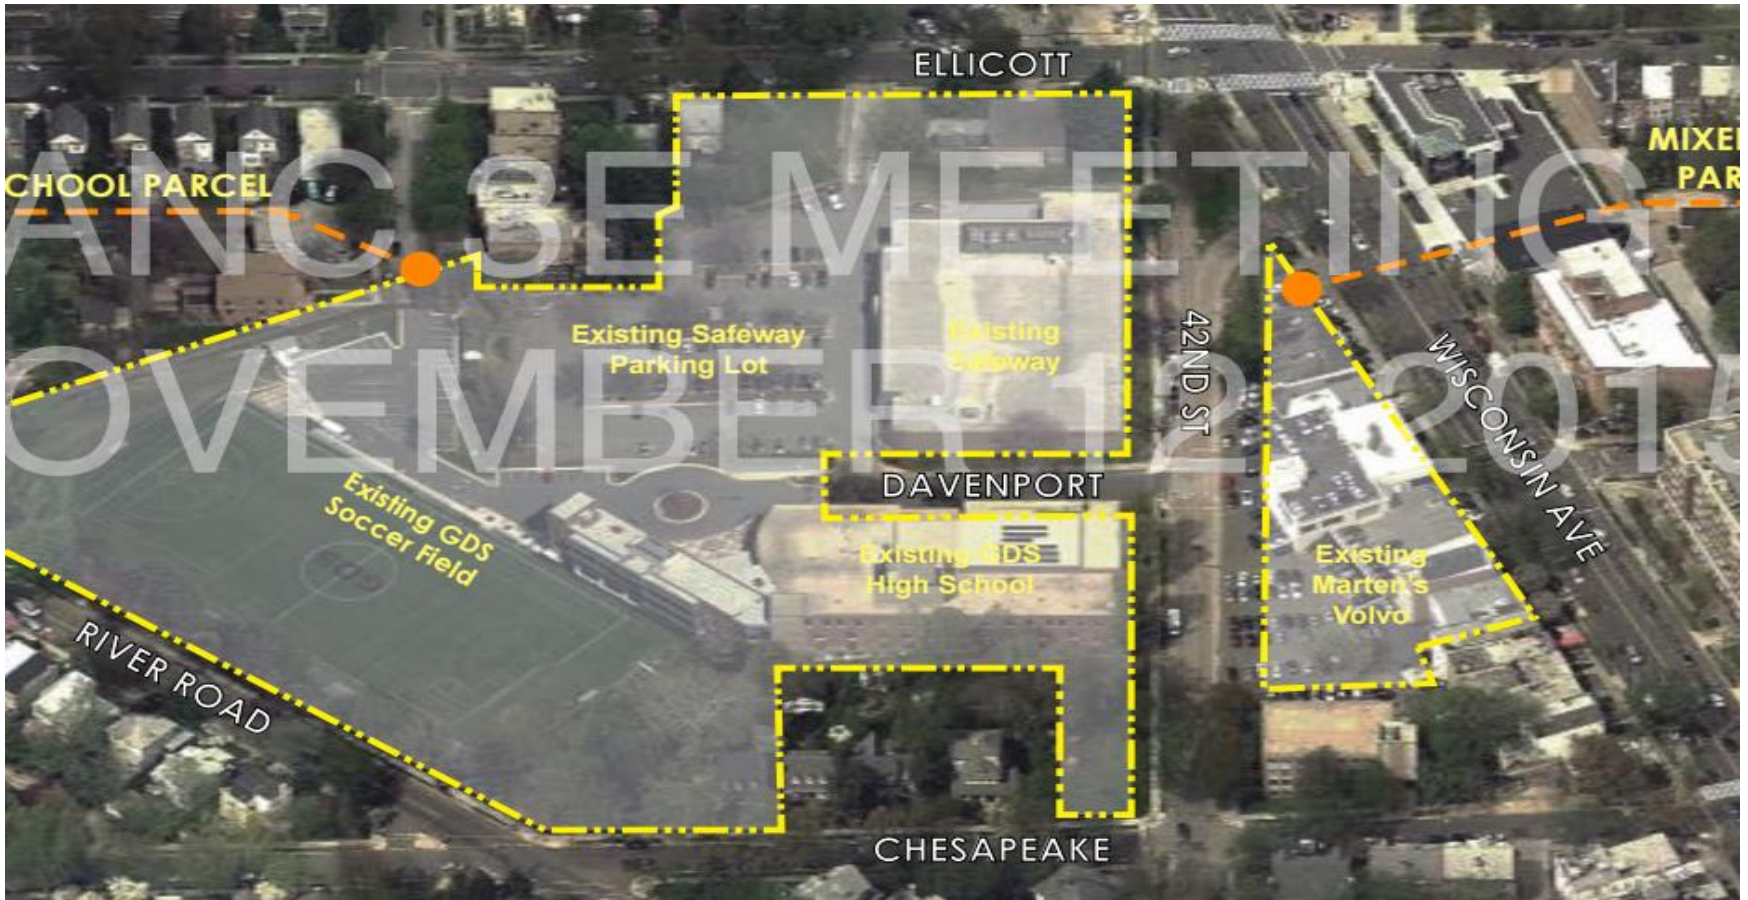 ELLICOTT
MIXE
PAR
CHOOL PARCEL
ANC 3E MEETING
Existing Safeway
Parking Lot
Existing
Safeway
42ND ST
WISCONSIN AVE
OVEMBER 12, 2015
DAVENPORT
Existing GDS
Soccer Field
Existing GDS
High School
Existing
Marten's
Volvo
RIVER ROAD
CHESAPEAKE